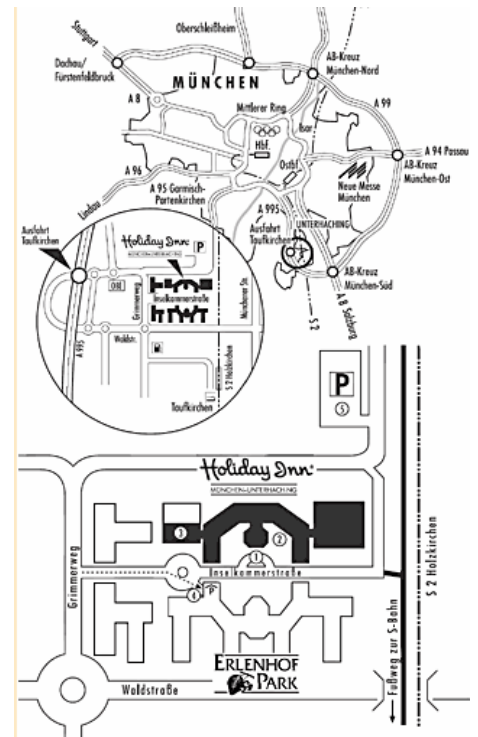 Stuttgart
Oberschleißheim
AB-Kreuz
München-Nord
Dachau/
Fürstenfeldbruck
MÜNCHEN
A 8
A 99
Mittlerer Ring
Isar
Hbf.
A 94 Passau
Ostbf.
AB-Kreuz
München-Ost
A 96
Lindau
A 95 Garmisch-
Partenkirchen
Neue Messe
München
A 995
Ausfahrt
Taufkirchen
UNTERHACHING
AB-Kreuz
München-Süd
S 2
A 8 Salzburg
Ausfahrt
Taufkirchen
Holiday Inn
P
OBI
Grimmerweg
Inselkammerstraße
Münchener Str.
A 995
Waldstr.
S 2 Holzkirchen
Taufkirchen
P
5
Holiday Inn
MÜNCHEN-UNTERHACHING
3
2
1
Inselkammerstraße
P
4
Grimmerweg
S 2 Holzkirchen
Fußweg zur S-Bahn
ERLENHOF
PARK
Waldstraße